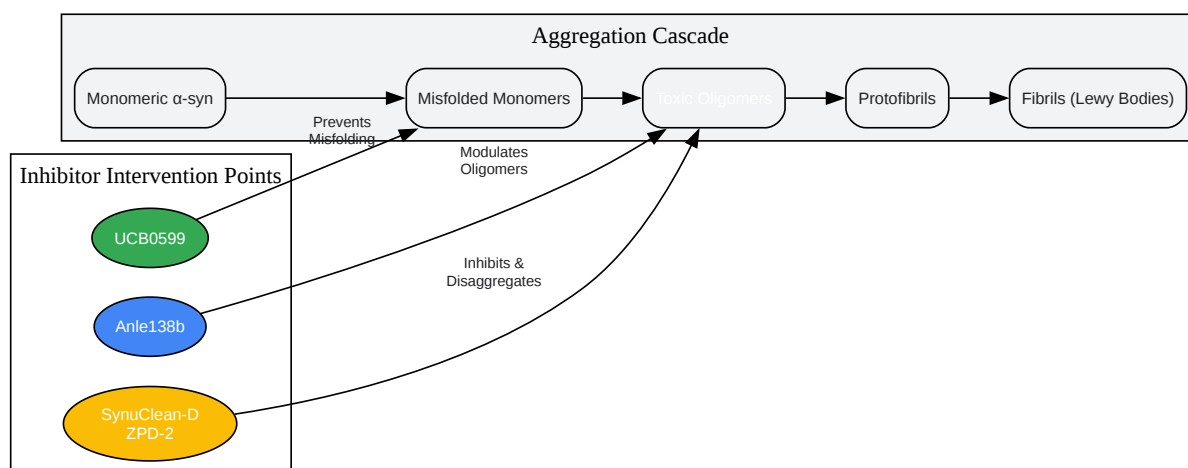 Aggregation Cascade
Monomeric α-syn
Misfolded Monomers
Toxic Oligomers
Protofibrils
Fibrils (Lewy Bodies)
Prevents
Misfolding
Modulates
Oligomers
Inhibitor Intervention Points
UCB0599
Inhibits &
Disaggregates
Anle138b
SynuClean-D
ZPD-2